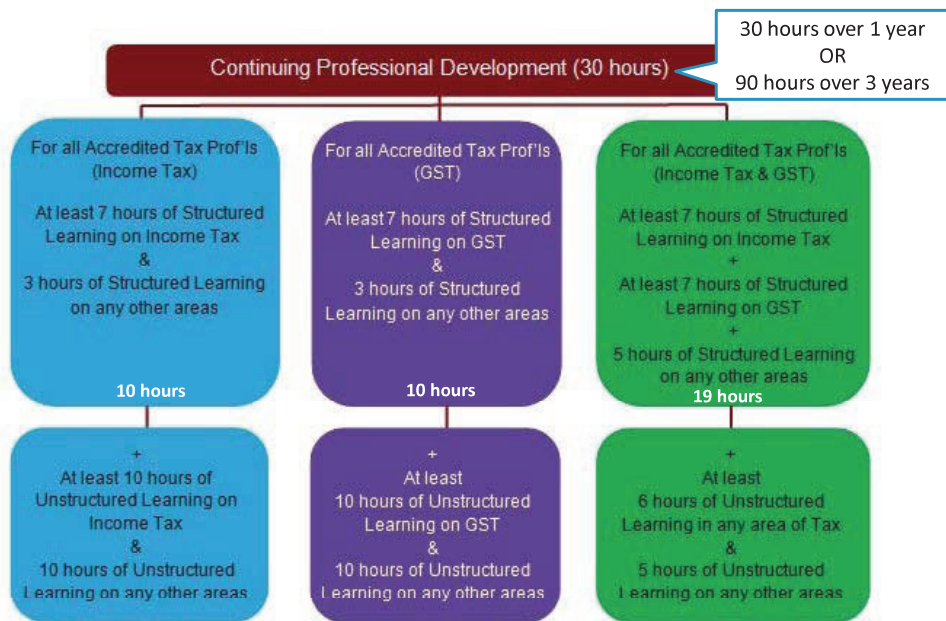 30 hours over 1 year
OR
90 hours over 3 years
Continuing Professional Development (30 hours)
For all Accredited Tax Prof'ls
(Income Tax)
At least 7 hours of Structured
Learning on Income Tax
&
3 hours of Structured Learning
on any other areas
10 hours
+
At least 10 hours of
Unstructured Learning on
Income Tax
&
10 hours of Unstructured
Learning on any other areas
For all Accredited Tax Prof'ls
(GST)
At least 7 hours of Structured
Learning on GST
&
3 hours of Structured
Learning on any other areas
10 hours
+
At least
10 hours of Unstructured
Learning on GST
&
10 hours of Unstructured
Learning on any other areas
For all Accredited Tax Prof'ls
(Income Tax & GST)
At least 7 hours of Structured
Learning on Income Tax
+
At least 7 hours of Structured
Learning on GST
+
5 hours of Structured Learning
on any other areas
19 hours
+
At least
6 hours of Unstructured
Learning in any area of Tax
&
5 hours of Unstructured
Learning on any other areas